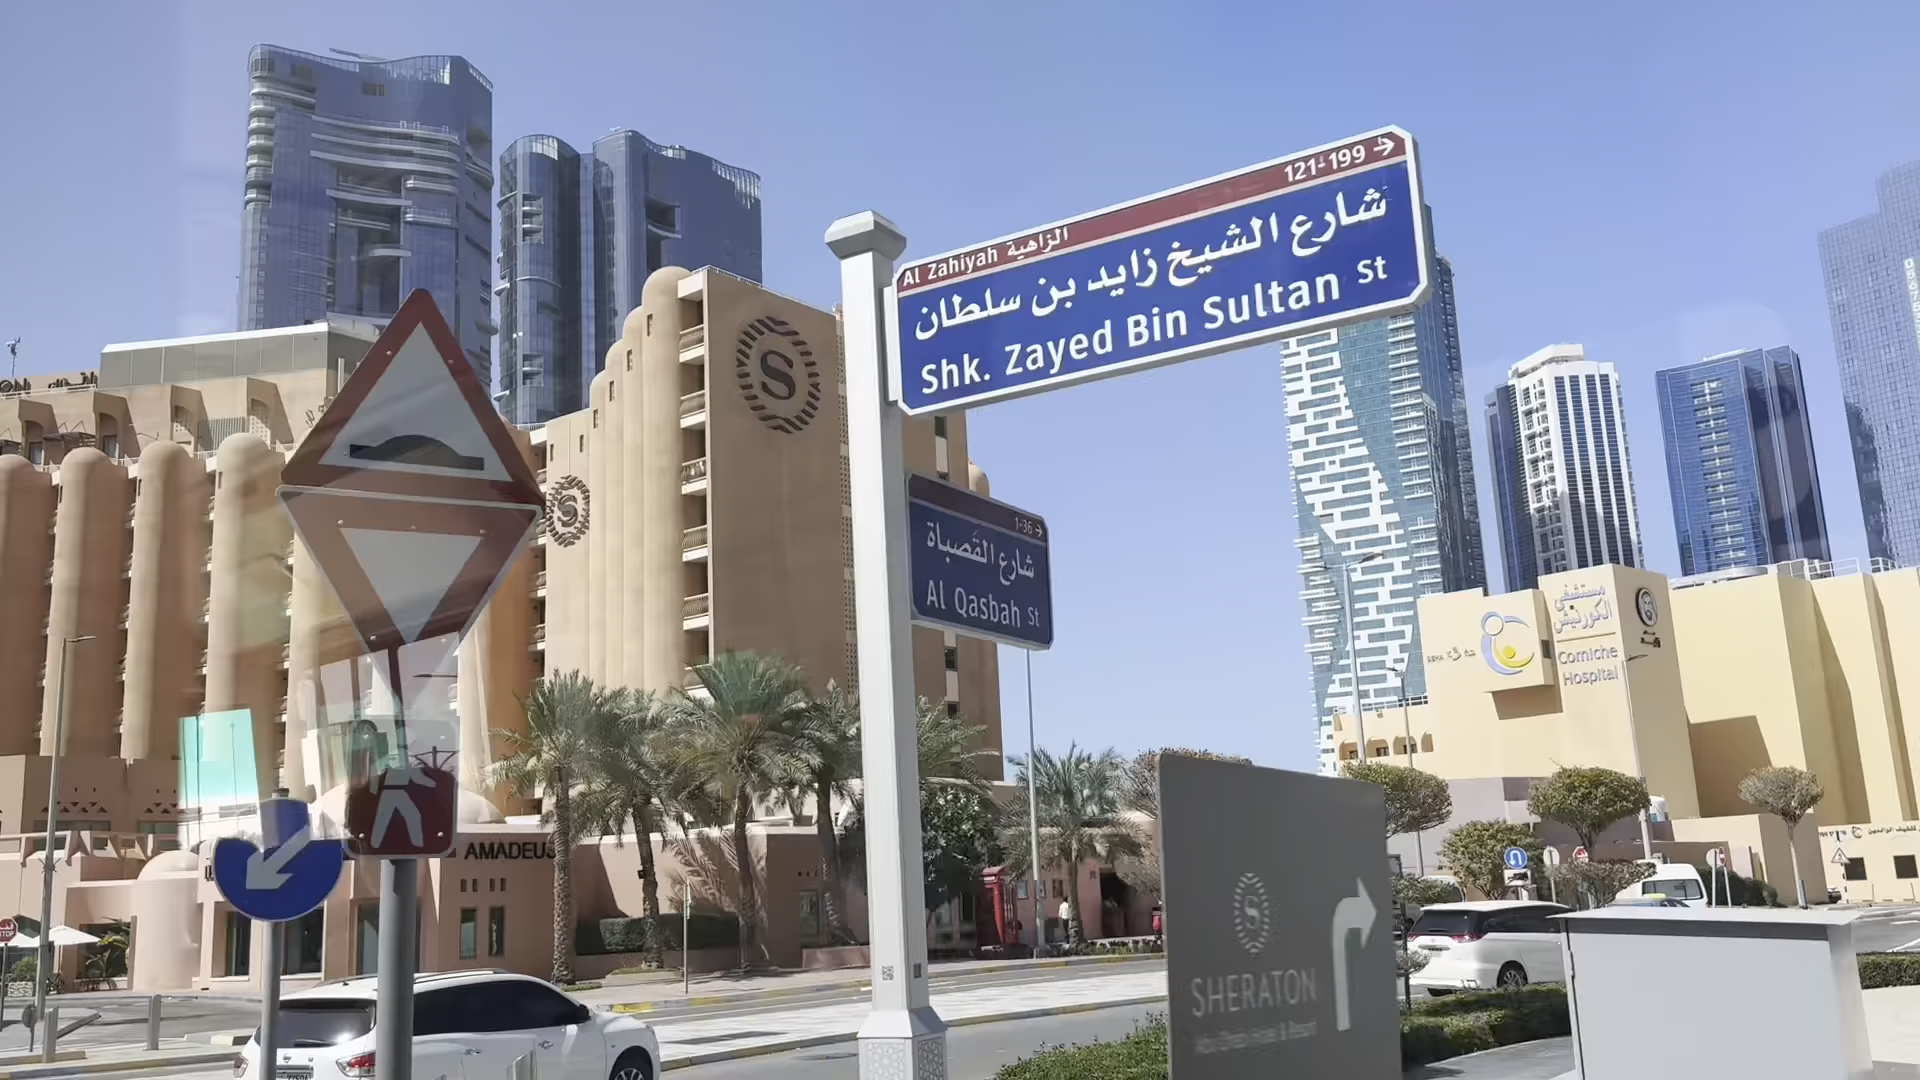 121-199 →
Al Zahiyah الزاهية
شارع الشيخ زايد بن سلطان
Shk. Zayed Bin Sultan St
1-36 →
شارع القصباة
Al Qasbah St
S
S
AMADEUS
STOP
S
SHERATON
مستشفى
الكورنيش
Corniche
Hospital